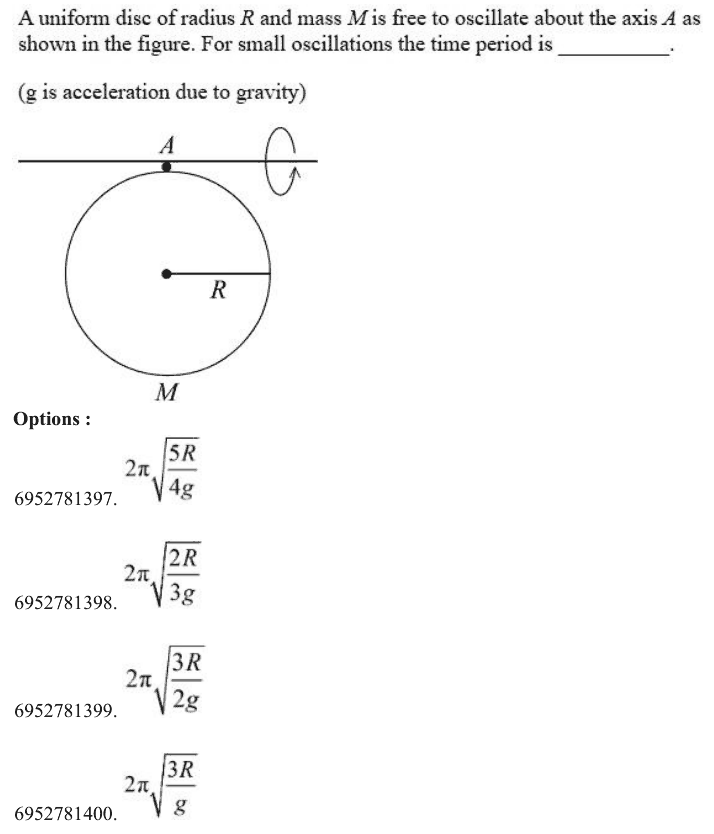 A uniform disc of radius R and mass M is free to oscillate about the axis A as
shown in the figure. For small oscillations the time period is ___________.
(g is acceleration due to gravity)
A
R
M
Options :
6952781397. 2π√(5R/4g)
6952781398. 2π√(2R/3g)
6952781399. 2π√(3R/2g)
6952781400. 2π√(3R/g)